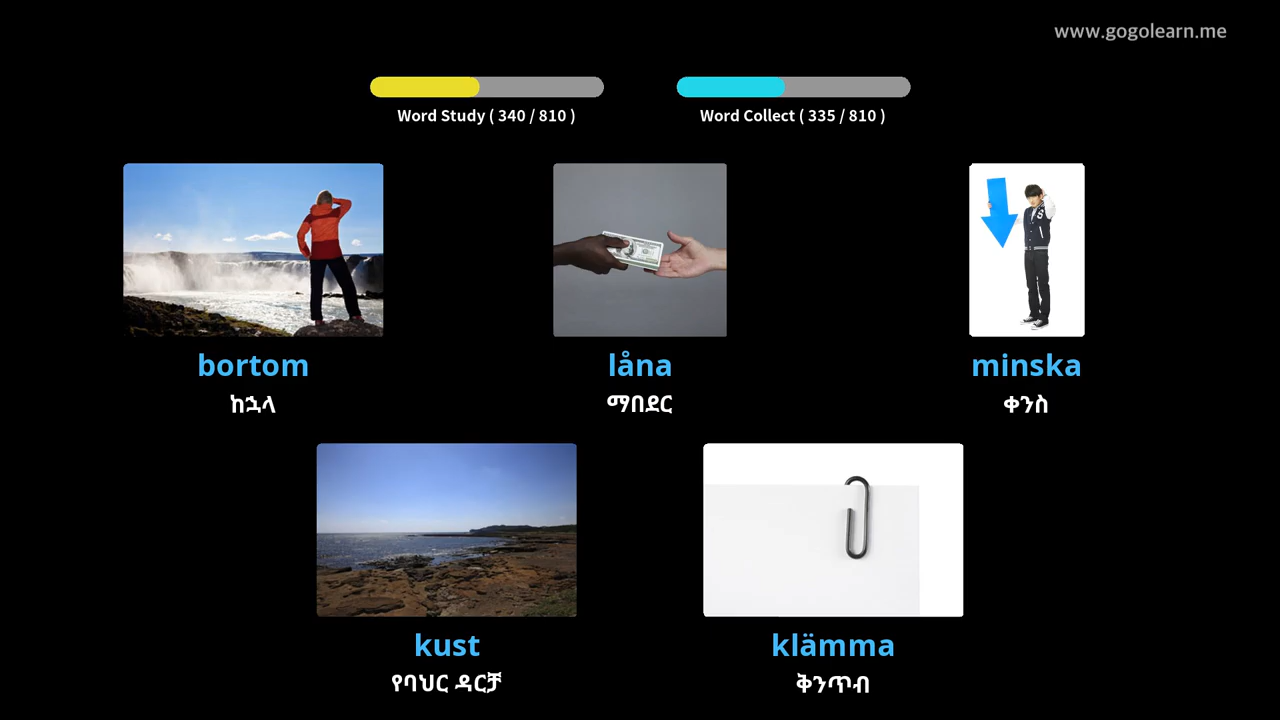 www.gogolearn.me
Word Study ( 340 / 810 )
Word Collect ( 335 / 810 )
bortom
ከኋላ
låna
ማበደር
minska
ቀንስ
kust
የባህር ዳርቻ
klämma
ቅንጥብ